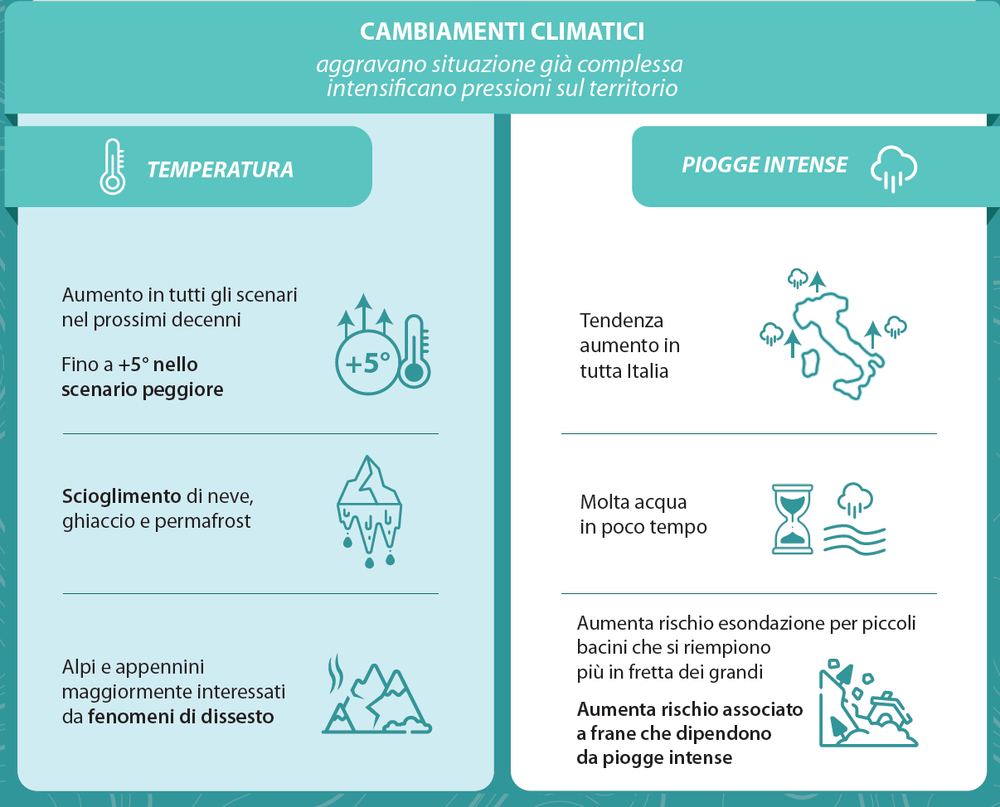 CAMBIAMENTI CLIMATICI
aggravano situazione già complessa
intensificano pressioni sul territorio
TEMPERATURA
Aumento in tutti gli scenari
nel prossimi decenni
Fino a +5° nello
scenario peggiore
+5°
Scioglimento di neve,
ghiaccio e permafrost
Alpi e appennini
maggiormente interessati
da fenomeni di dissesto
PIOGGE INTENSE
Tendenza
aumento in
tutta Italia
Molta acqua
in poco tempo
Aumenta rischio esondazione per piccoli
bacini che si riempiono
più in fretta dei grandi
Aumenta rischio associato
a frane che dipendono
da piogge intense